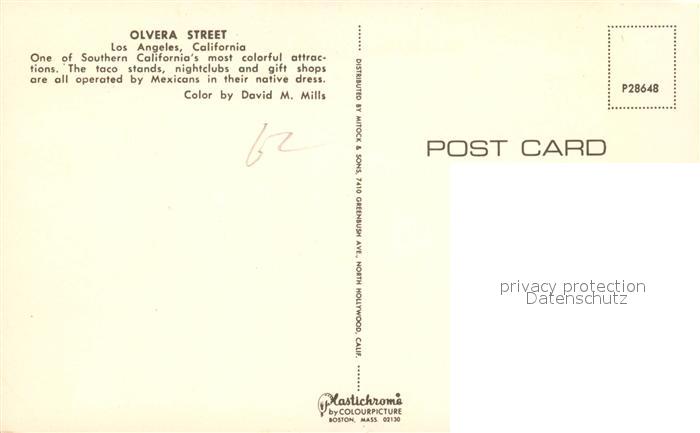 OLVERA STREET
Los Angeles, California
One of Southern California's most colorful attrac-
tions. The taco stands, nightclubs and gift shops
are all operated by Mexicans in their native dress.
Color by David M. Mills
62
DISTRIBUTED BY MITOCK & SONS, 7410 GREENBUSH AVE., NORTH HOLLYWOOD, CALIF.
P28648
POST CARD
privacy protection
Datenschutz
Plastichrome
by COLOURPICTURE
BOSTON, MASS. 02130